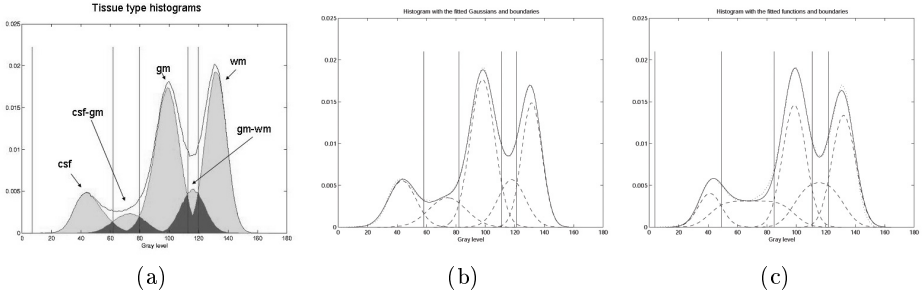 Tissue type histograms
0.025
0.02
0.015
0.01
0.005
0
0 20 40 60 80 100 120 140 160 180
Gray level
csf
csf-gm
gm
wm
gm-wm
(a)
Histogram with the fitted Gaussians and boundaries
0.025
0.02
0.015
0.01
0.005
0
0 20 40 60 80 100 120 140 160 180
Gray level
(b)
Histogram with the fitted functions and boundaries
0.025
0.02
0.015
0.01
0.005
0
0 20 40 60 80 100 120 140 160 180
Gray level
(c)